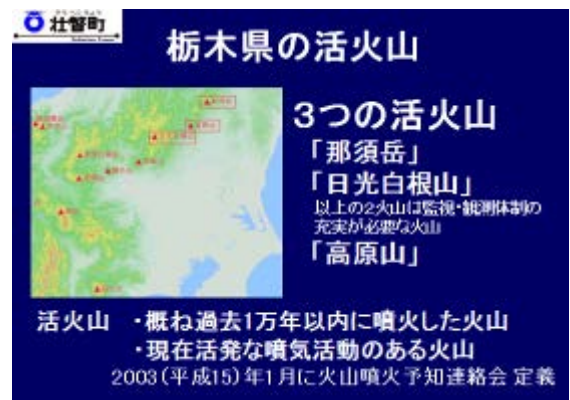 壮瞥町
栃木県の活火山
3つの活火山
「那須岳」
「日光白根山」
以上の2火山は監視・観測体制の
充実が必要な火山
「高原山」
活火山 ・概ね過去1万年以内に噴火した火山
・現在活発な噴気活動のある火山
2003(平成15)年1月に火山噴火予知連絡会 定義